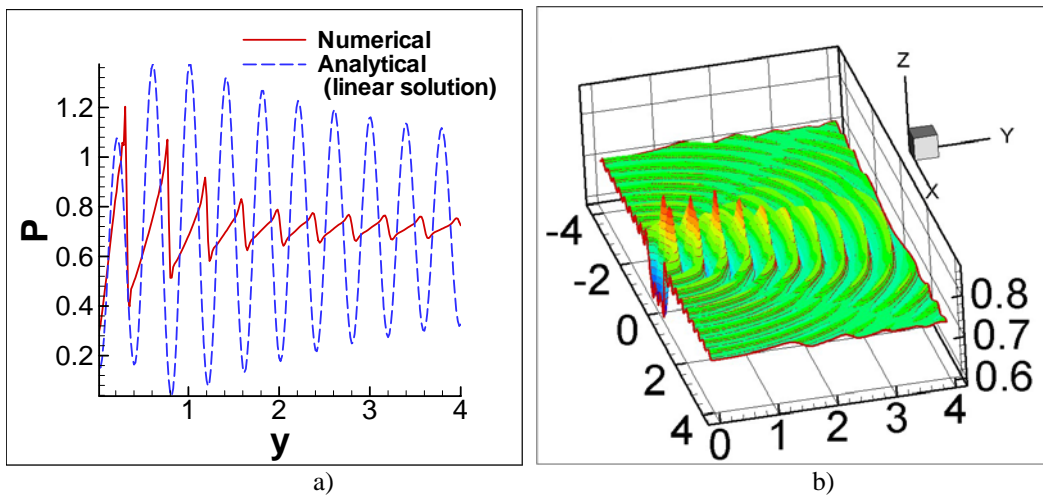 Numerical
Analytical
(linear solution)
1.2
1
0.8
0.6
0.4
0.2
P
1 2 3 4
y
a)
Z
Y
X
-4
-2
0
2
4
0 1 2 3 4
0.8
0.7
0.6
b)